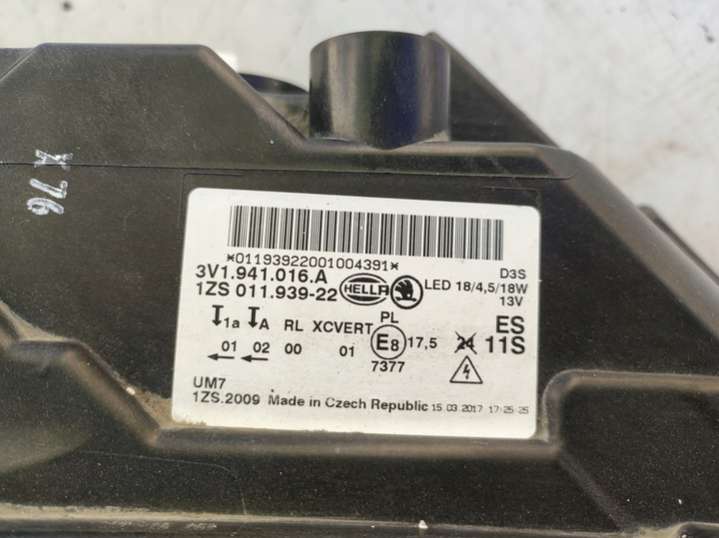 X 76
*01193922001004391*
3V1.941.016.A
1ZS 011.939-22 HELLA
D3S
LED 18/4,5/18W
13V
1a A RL XCVERT PL
01 02 00 01 E8 17,5 24 11S
ES
7377
UM7
1ZS.2009 Made in Czech Republic 15.03.2017 17:25:25